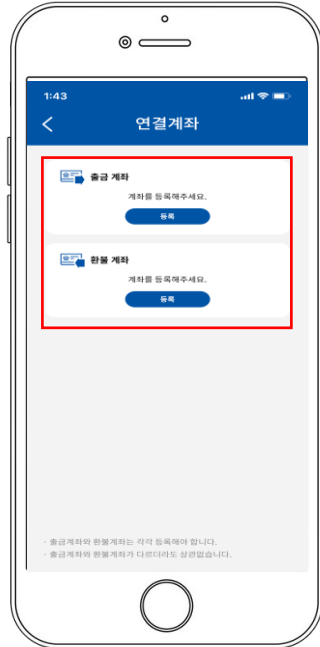 1:43
연결계좌
출금 계좌
계좌를 등록해주세요.
등록
환불 계좌
계좌를 등록해주세요.
등록
- 출금계좌와 환불계좌는 각각 등록해야 합니다.
- 출금계좌와 환불계좌가 다르더라도 상관없습니다.